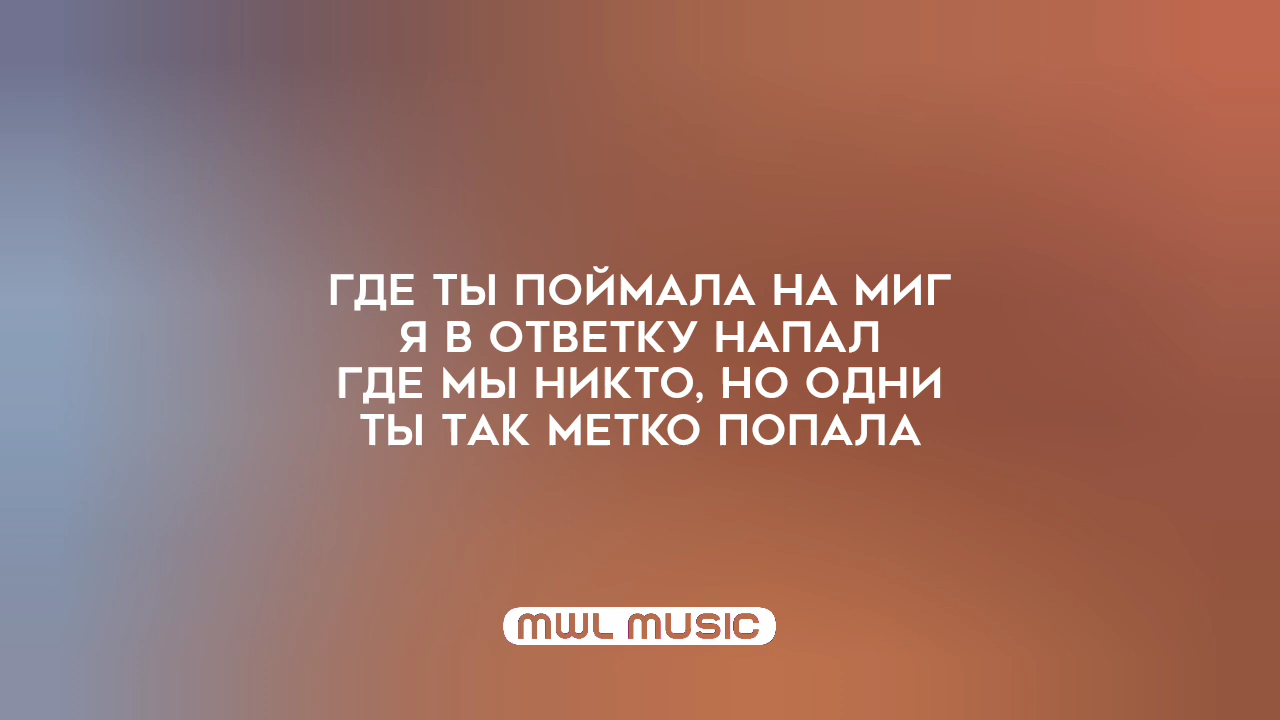 ГДЕ ТЫ ПОЙМАЛА НА МИГ
Я В ОТВЕТКУ НАПАЛ
ГДЕ МЫ НИКТО, НО ОДНИ
ТЫ ТАК МЕТКО ПОПАЛА
MWL MUSIC